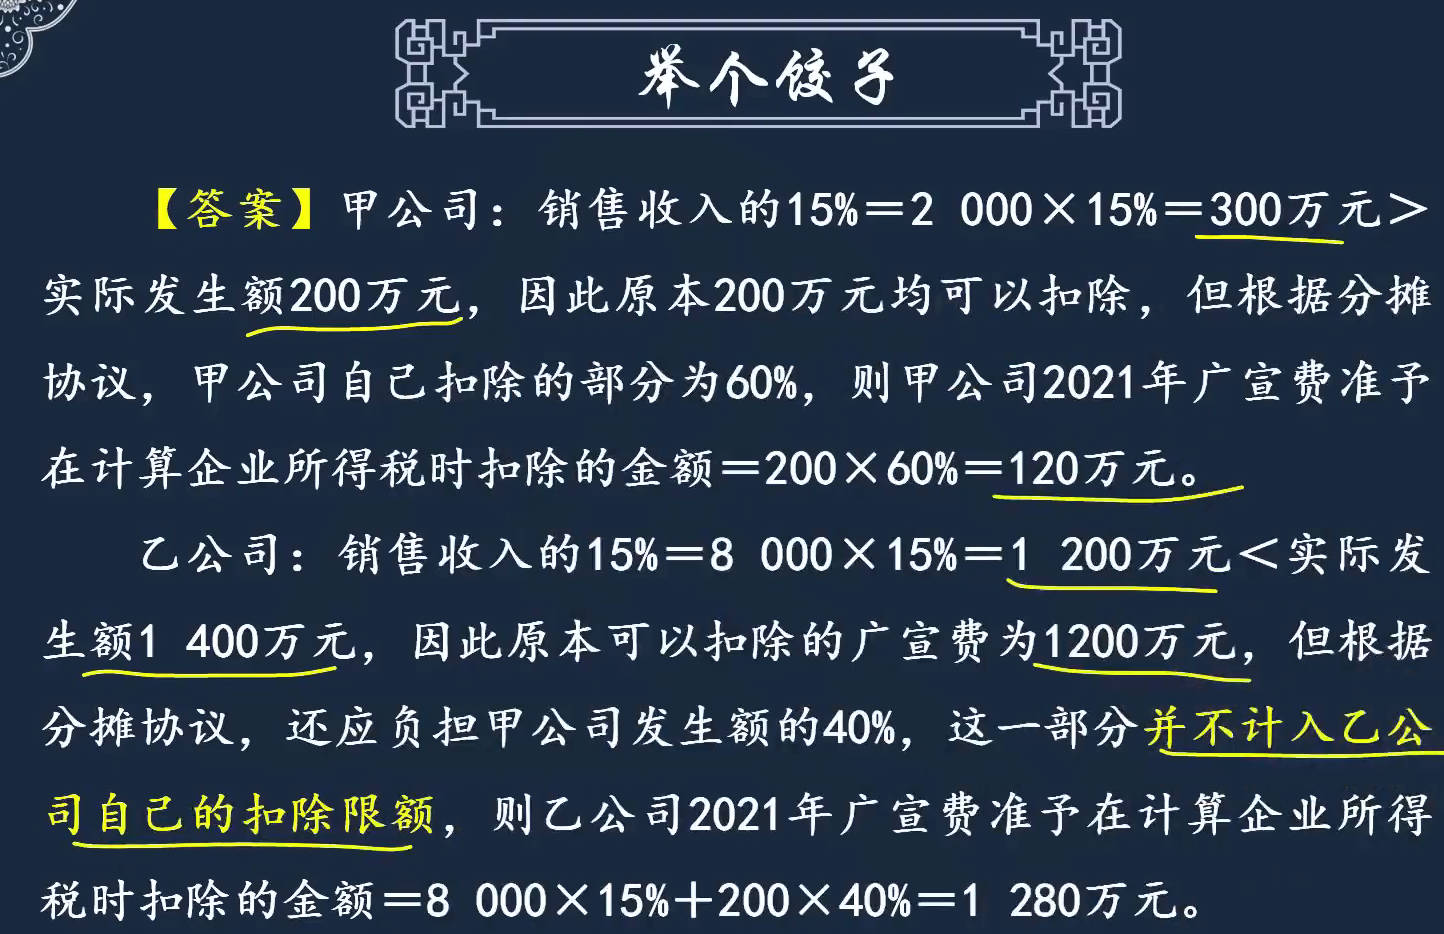 举个饺子
【答案】甲公司：销售收入的15%＝2 000×15%＝300万元＞
实际发生额200万元，因此原本200万元均可以扣除，但根据分摊
协议，甲公司自己扣除的部分为60%，则甲公司2021年广宣费准予
在计算企业所得税时扣除的金额＝200×60%＝120万元。
乙公司：销售收入的15%＝8 000×15%＝1 200万元＜实际发
生额1 400万元，因此原本可以扣除的广宣费为1200万元，但根据
分摊协议，还应负担甲公司发生额的40%，这一部分并不计入乙公
司自己的扣除限额，则乙公司2021年广宣费准予在计算企业所得
税时扣除的金额＝8 000×15%＋200×40%＝1 280万元。